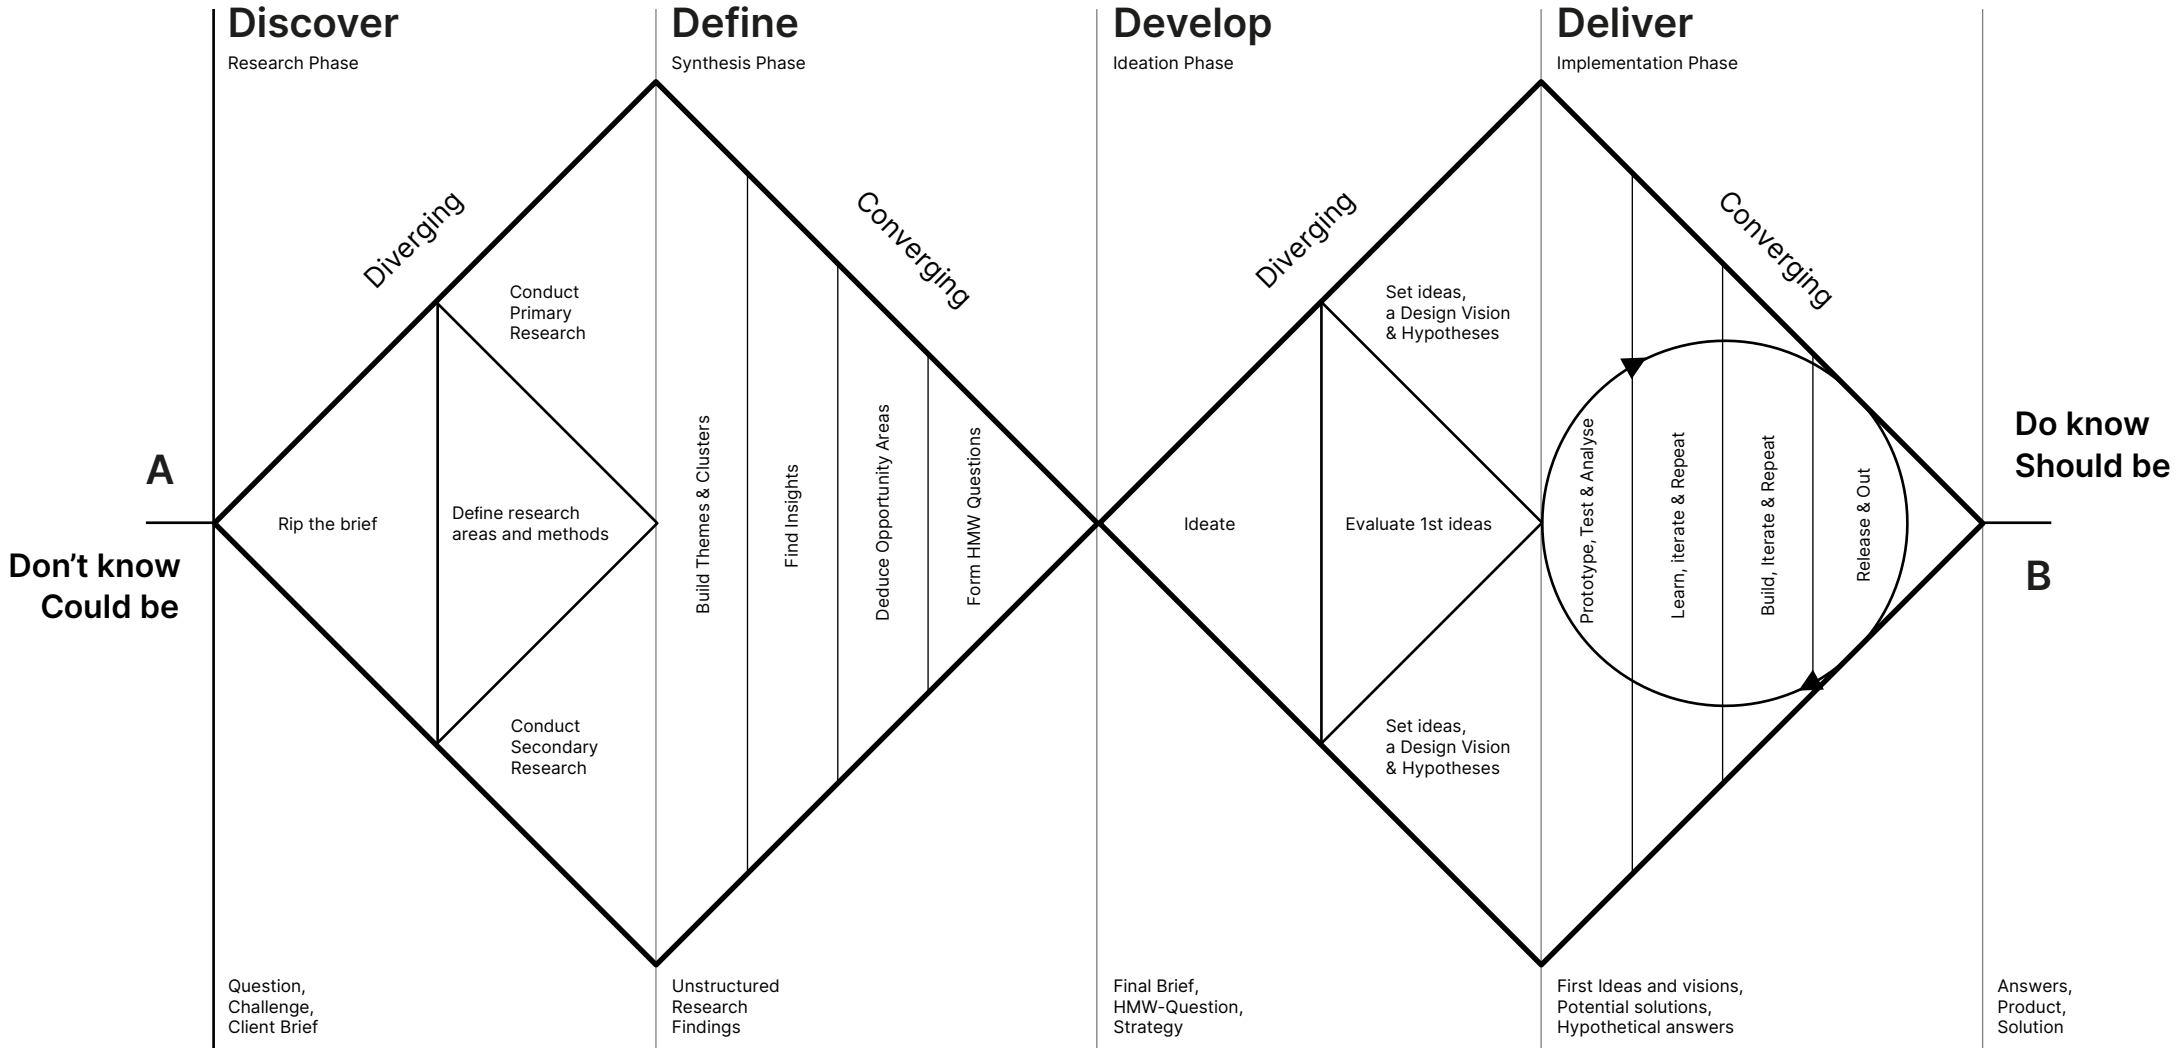 Discover
Research Phase
Define
Synthesis Phase
Develop
Ideation Phase
Deliver
Implementation Phase
Diverging
Converging
Diverging
Converging
A
Don’t know
Could be
Rip the brief
Define research
areas and methods
Conduct
Primary
Research
Conduct
Secondary
Research
Build Themes & Clusters
Find Insights
Deduce Opportunity Areas
Form HMW Questions
Ideate
Evaluate 1st ideas
Set ideas,
a Design Vision
& Hypotheses
Set ideas,
a Design Vision
& Hypotheses
Prototype, Test & Analyse
Learn, iterate & Repeat
Build, Iterate & Repeat
Release & Out
Do know
Should be
B
Question,
Challenge,
Client Brief
Unstructured
Research
Findings
Final Brief,
HMW-Question,
Strategy
First Ideas and visions,
Potential solutions,
Hypothetical answers
Answers,
Product,
Solution